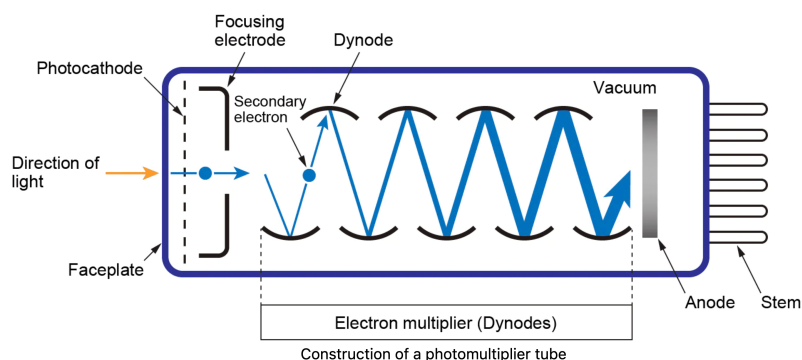 Focusing
electrode
Dynode
Photocathode
Vacuum
Secondary
electron
Direction of
light
Faceplate
Anode
Stem
Electron multiplier (Dynodes)
Construction of a photomultiplier tube